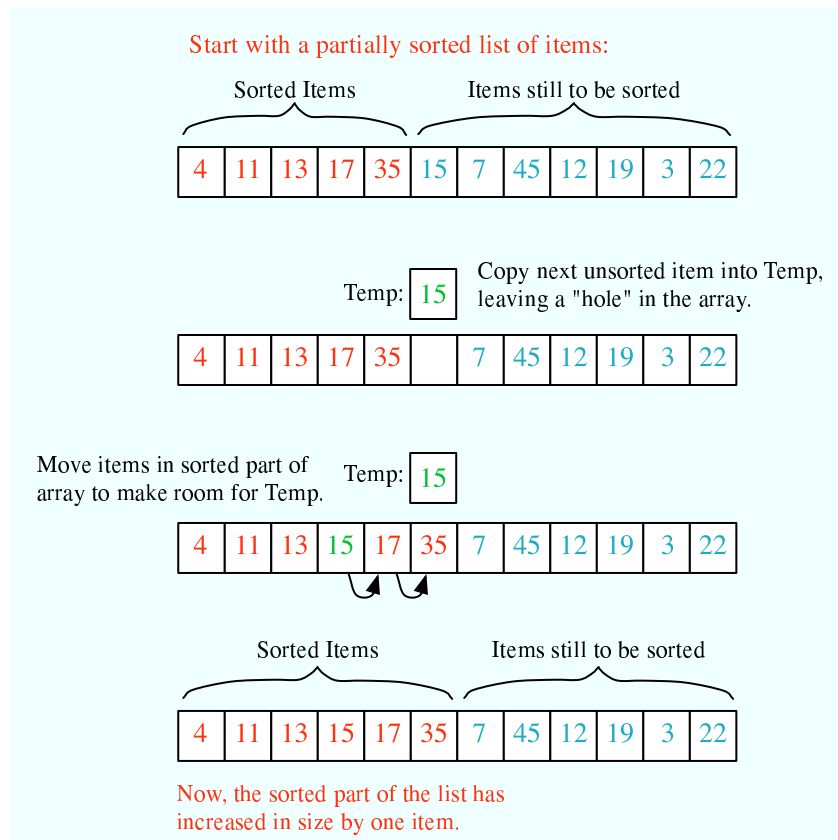 Start with a partially sorted list of items:
Sorted Items Items still to be sorted
4 11 13 17 35 15 7 45 12 19 3 22
Temp: 15
Copy next unsorted item into Temp,
leaving a "hole" in the array.
4 11 13 17 35 7 45 12 19 3 22
Move items in sorted part of
array to make room for Temp.
Temp: 15
4 11 13 15 17 35 7 45 12 19 3 22
Sorted Items Items still to be sorted
4 11 13 15 17 35 7 45 12 19 3 22
Now, the sorted part of the list has
increased in size by one item.